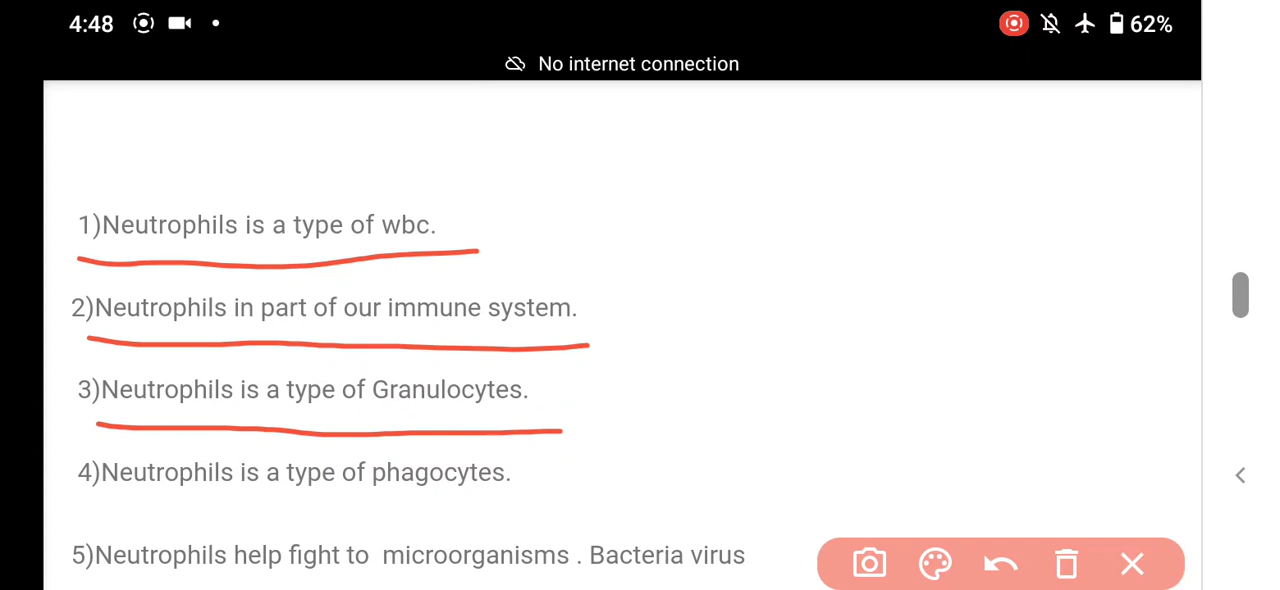 4:48 62%
No internet connection
1)Neutrophils is a type of wbc.
2)Neutrophils in part of our immune system.
3)Neutrophils is a type of Granulocytes.
4)Neutrophils is a type of phagocytes.
5)Neutrophils help fight to  microorganisms . Bacteria virus